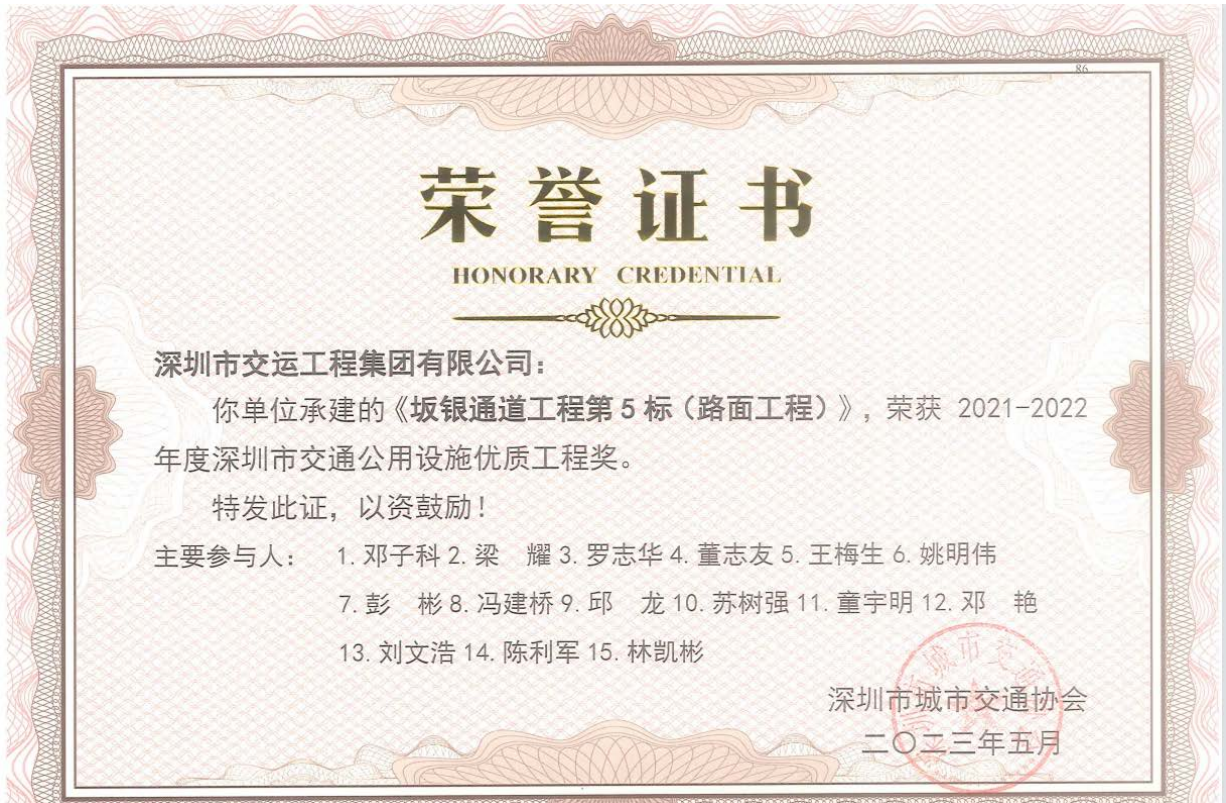 86
荣誉证书
HONORARY CREDENTIAL
深圳市交运工程集团有限公司：
你单位承建的《坂银通道工程第5标（路面工程）》，荣获 2021-2022
年度深圳市交通公用设施优质工程奖。
特发此证，以资鼓励！
主要参与人： 1. 邓子科 2. 梁　耀 3. 罗志华 4. 董志友 5. 王梅生 6. 姚明伟
7. 彭　彬 8. 冯建桥 9. 邱　龙 10. 苏树强 11. 童宇明 12. 邓　艳
13. 刘文浩 14. 陈利军 15. 林凯彬
深圳市城市交通协会
二〇二三年五月